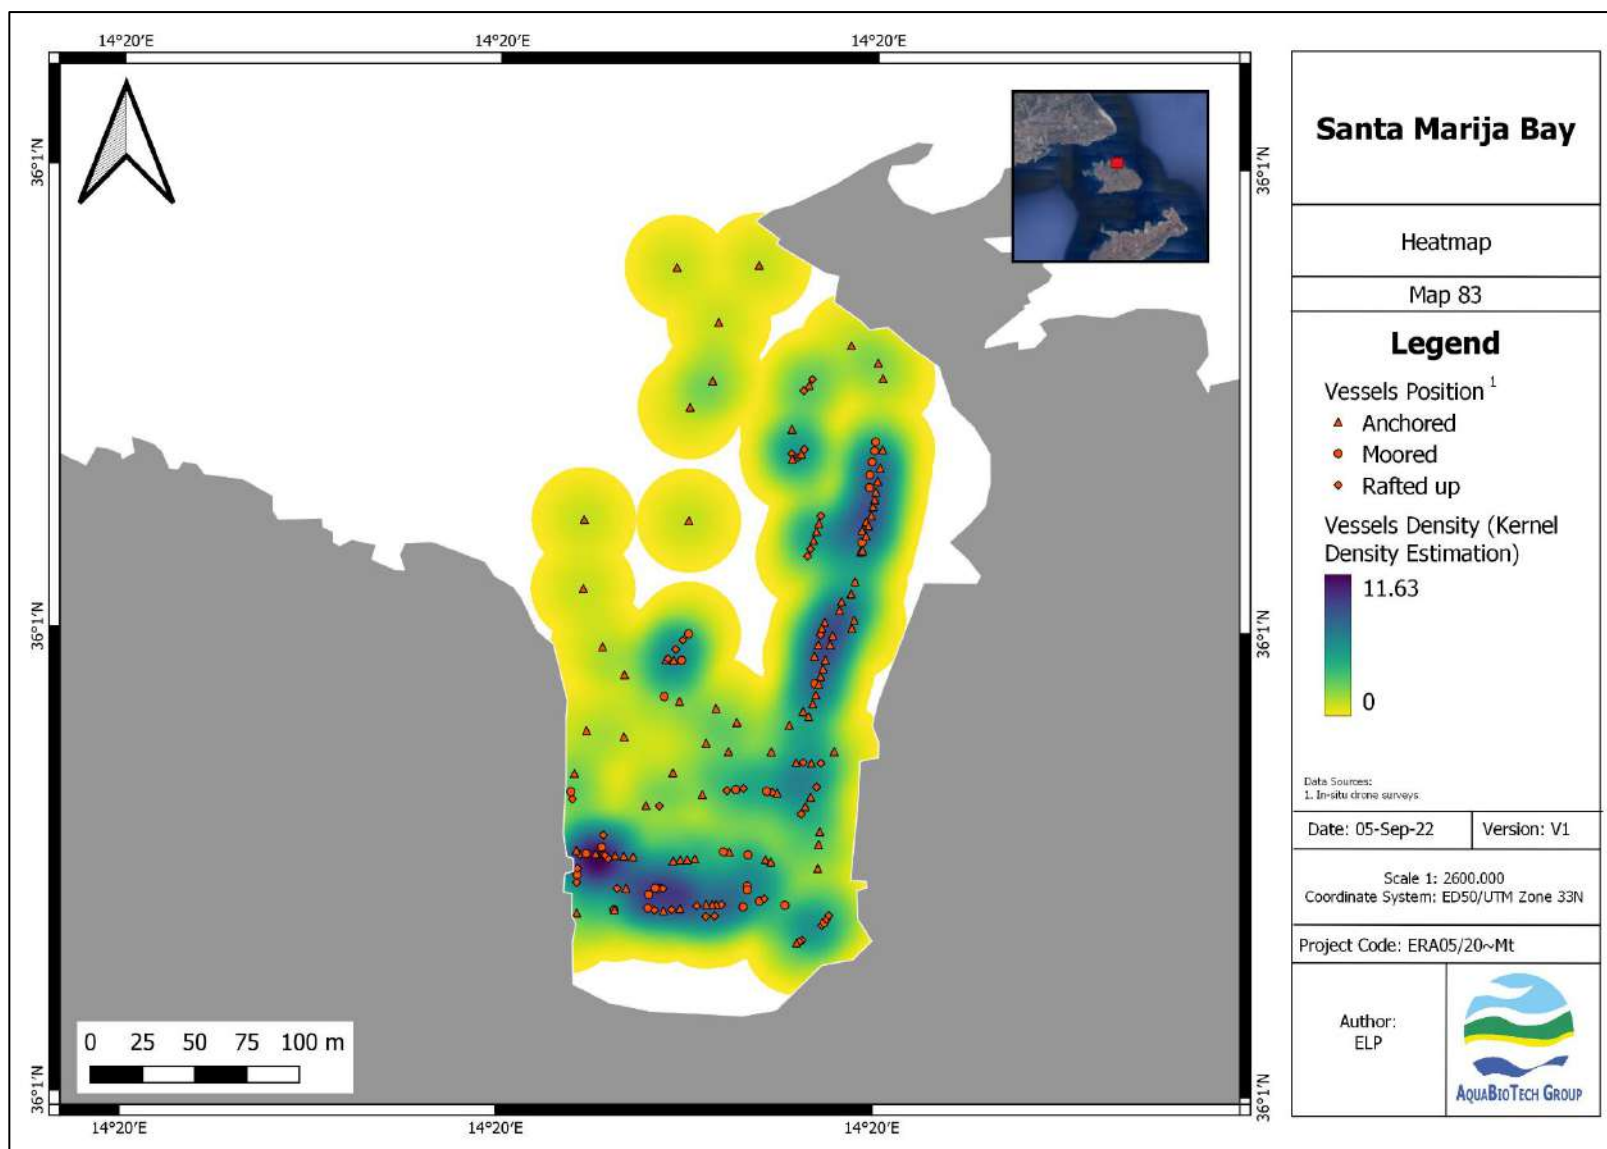 14°20′E 14°20′E 14°20′E
36°1′N 36°1′N
36°1′N 36°1′N
36°1′N 36°1′N
0 25 50 75 100 m
14°20′E 14°20′E 14°20′E
Santa Marija Bay
Heatmap
Map 83
Legend
Vessels Position 1
Anchored
Moored
Rafted up
Vessels Density (Kernel
Density Estimation)
11.63
0
Data Sources:
1. In-situ drone surveys.
Date: 05-Sep-22 Version: V1
Scale 1: 2600.000
Coordinate System: ED50/UTM Zone 33N
Project Code: ERA05/20~Mt
Author:
ELP
AQUABIOTECH GROUP